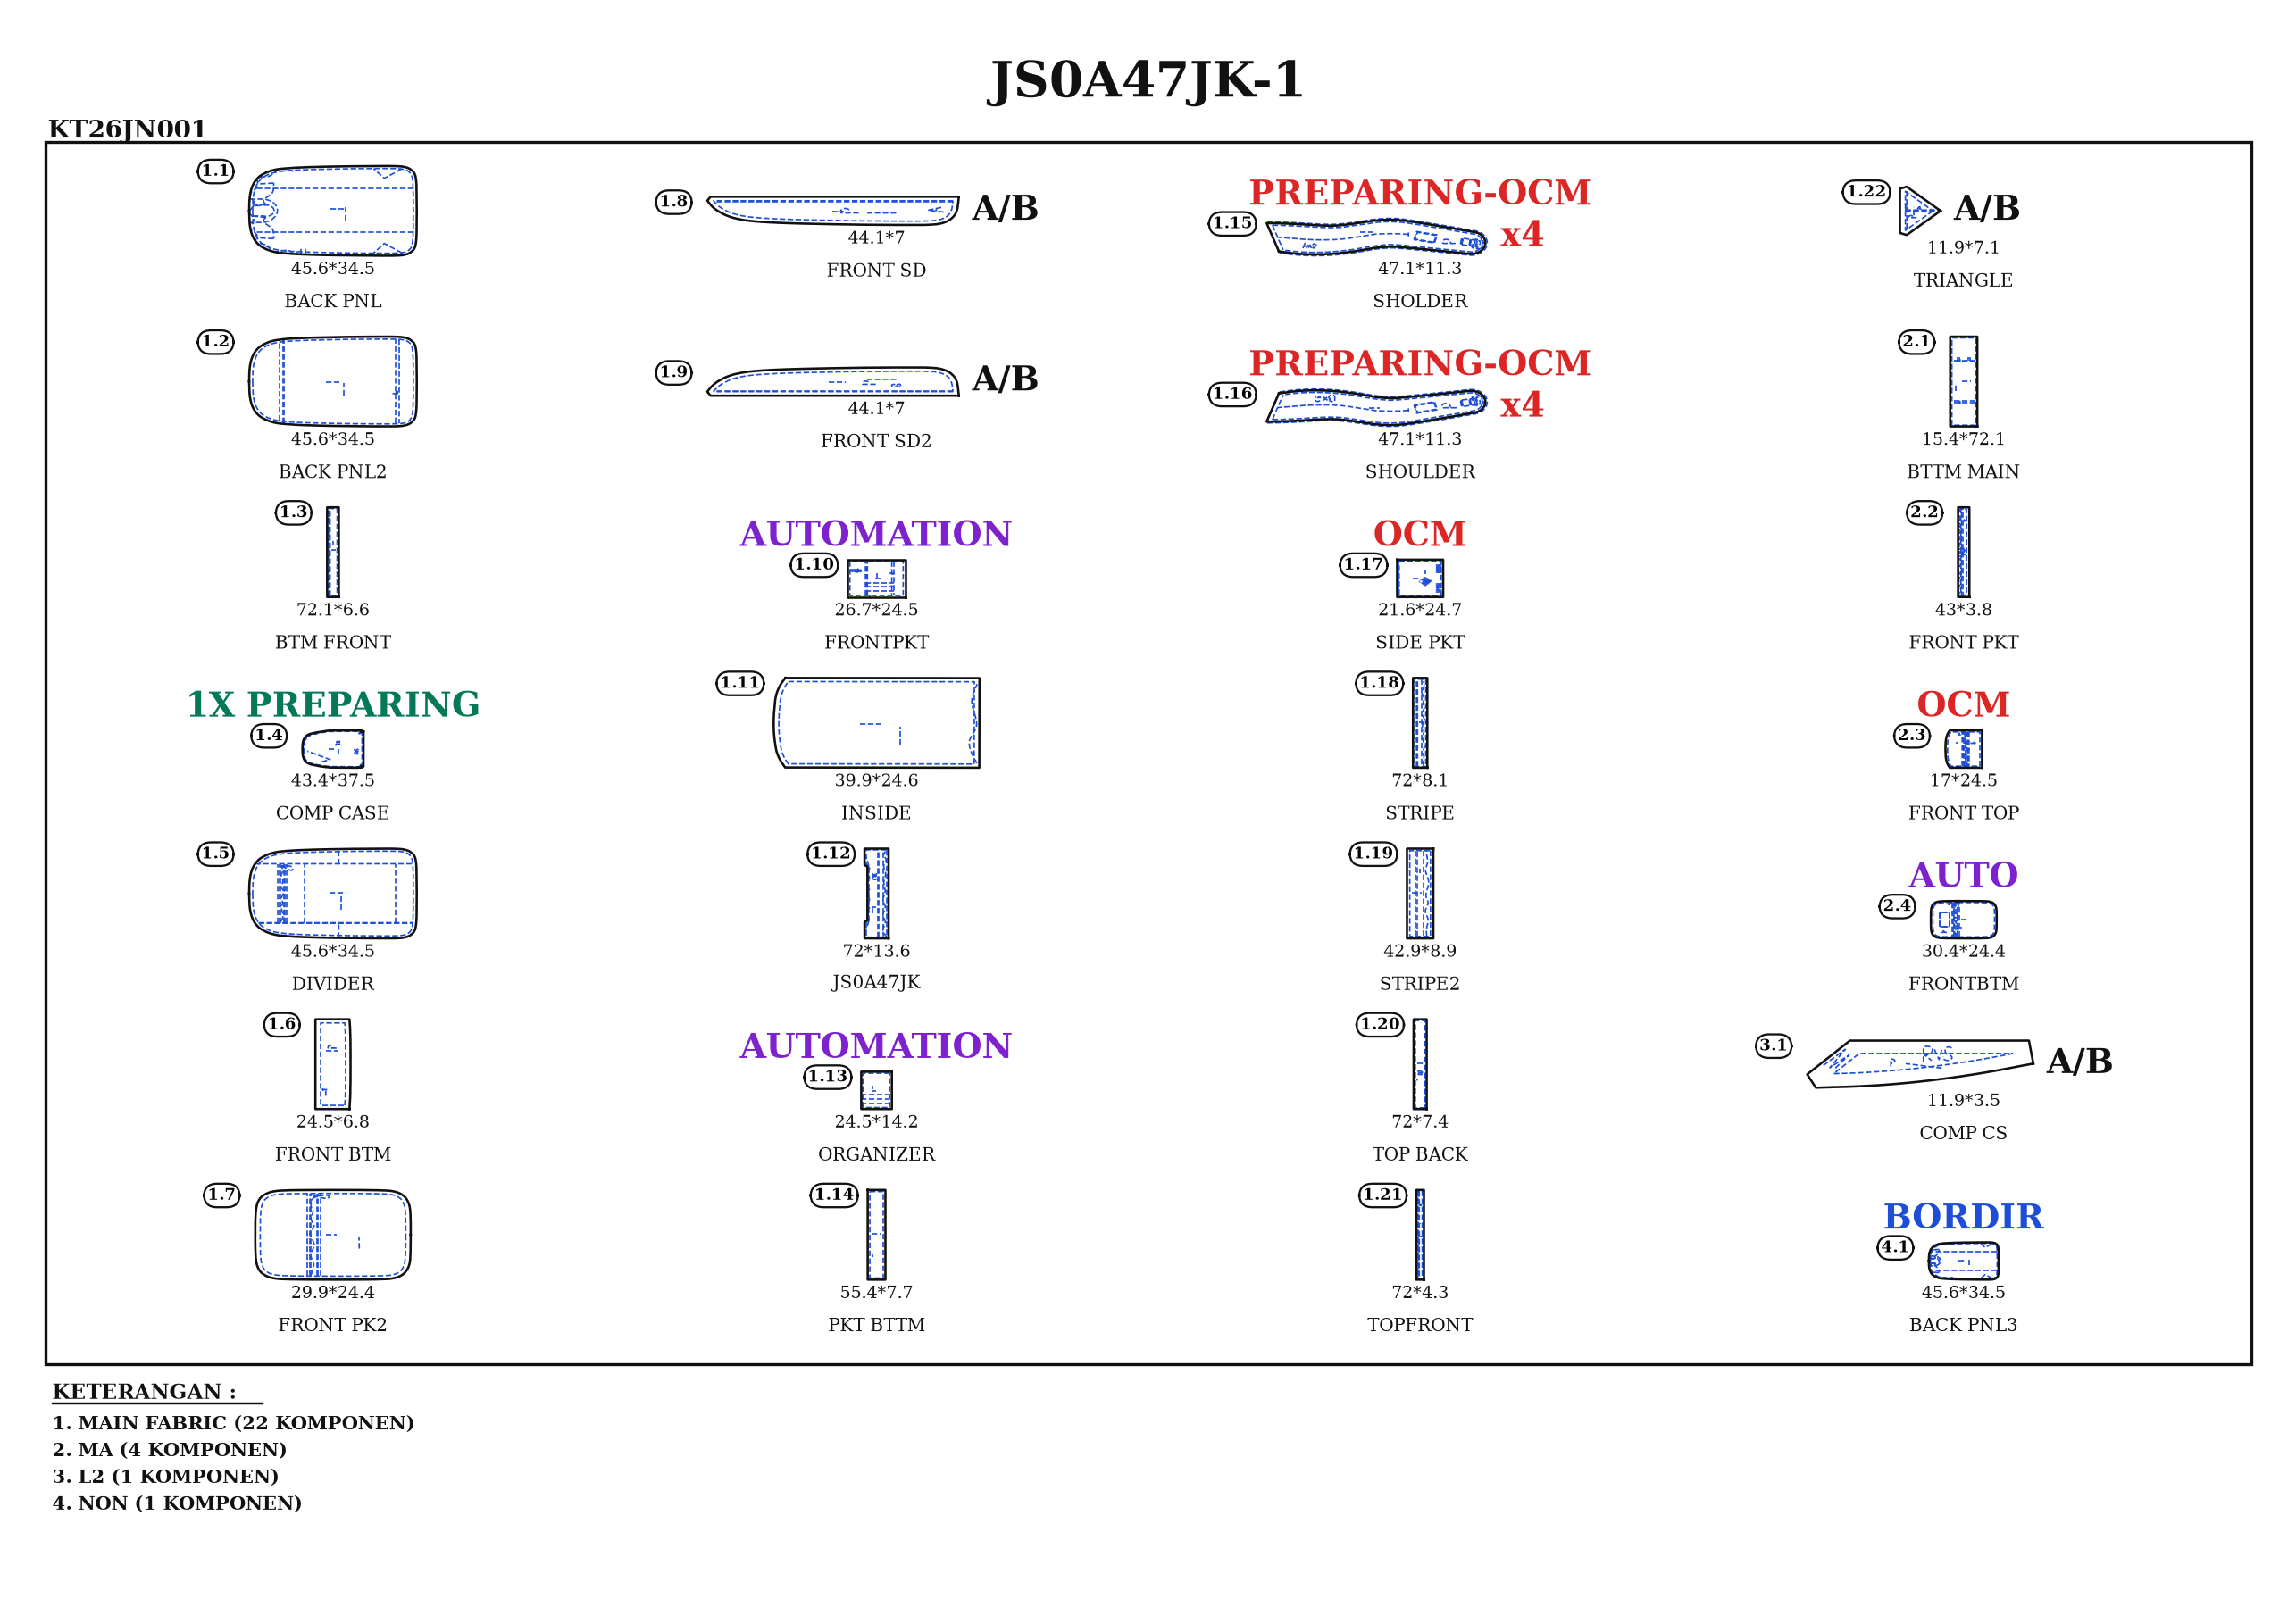 JS0A47JK-1
KT26JN001
1.1
45.6*34.5
BACK PNL
1.2
45.6*34.5
BACK PNL2
1.3
72.1*6.6
BTM FRONT
1X PREPARING
1.4
43.4*37.5
COMP CASE
1.5
45.6*34.5
DIVIDER
1.6
24.5*6.8
FRONT BTM
1.7
29.9*24.4
FRONT PK2
1.8
A/B
44.1*7
FRONT SD
1.9
A/B
44.1*7
FRONT SD2
AUTOMATION
1.10
26.7*24.5
FRONTPKT
1.11
39.9*24.6
INSIDE
1.12
72*13.6
JS0A47JK
AUTOMATION
1.13
24.5*14.2
ORGANIZER
1.14
55.4*7.7
PKT BTTM
PREPARING-OCM
1.15
x4
47.1*11.3
SHOLDER
PREPARING-OCM
1.16
x4
47.1*11.3
SHOULDER
OCM
1.17
21.6*24.7
SIDE PKT
1.18
72*8.1
STRIPE
1.19
42.9*8.9
STRIPE2
1.20
72*7.4
TOP BACK
1.21
72*4.3
TOPFRONT
1.22
A/B
11.9*7.1
TRIANGLE
2.1
15.4*72.1
BTTM MAIN
2.2
43*3.8
FRONT PKT
OCM
2.3
17*24.5
FRONT TOP
AUTO
2.4
30.4*24.4
FRONTBTM
3.1
A/B
11.9*3.5
COMP CS
BORDIR
4.1
45.6*34.5
BACK PNL3
KETERANGAN :
1. MAIN FABRIC (22 KOMPONEN)
2. MA (4 KOMPONEN)
3. L2 (1 KOMPONEN)
4. NON (1 KOMPONEN)